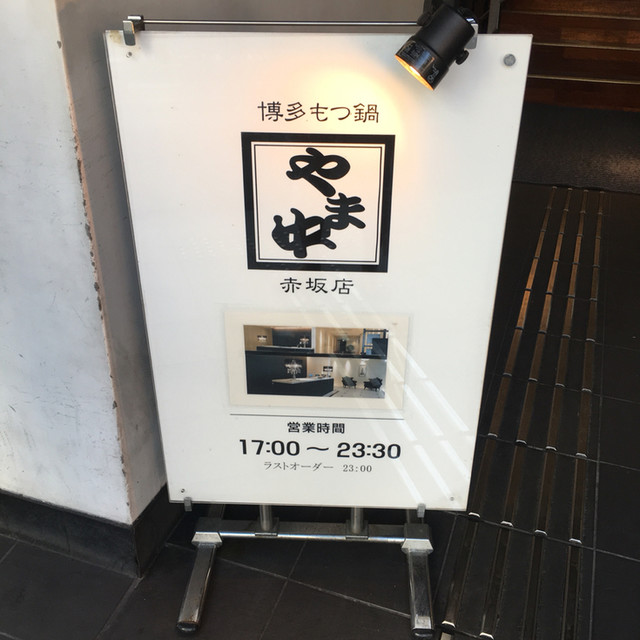 博多もつ鍋
やま中
赤坂店
営業時間
17:00〜23:30
ラストオーダー 23:00